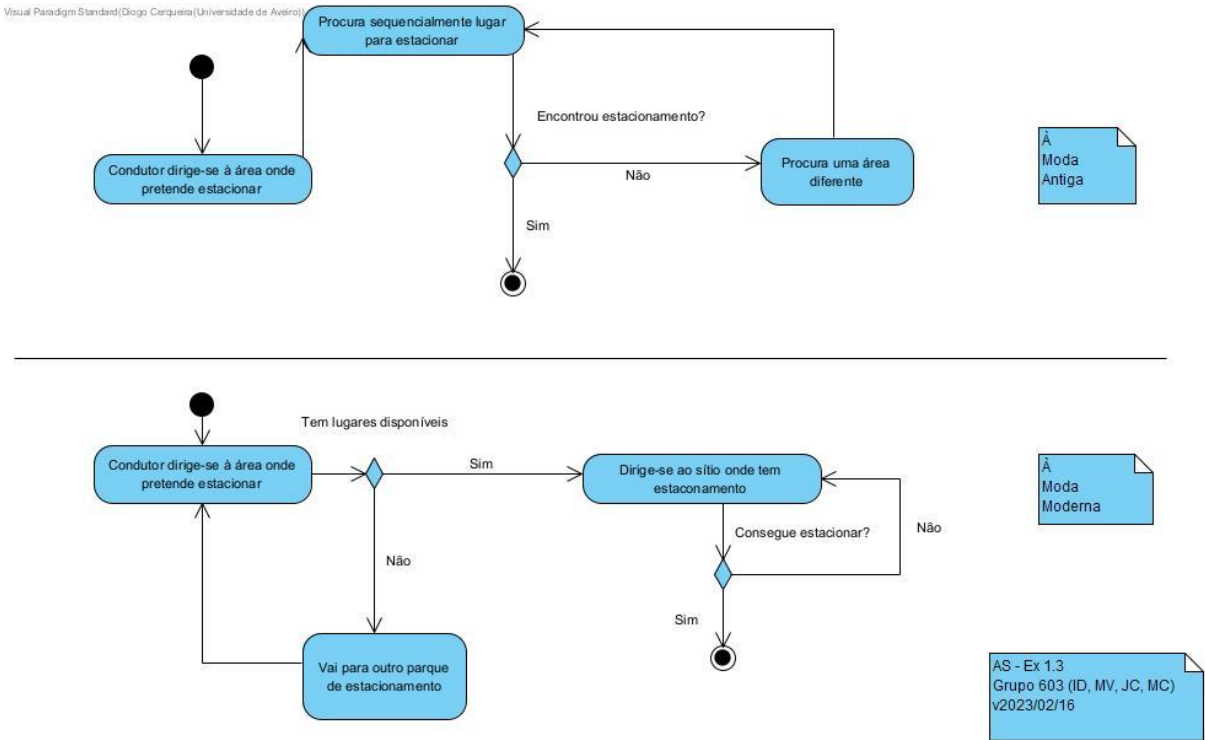 Visual Paradigm Standard(Diogo Cerqueira(Universidade de Aveiro))
Procura sequencialmente lugar
para estacionar
Encontrou estacionamento?
À
Moda
Antiga
Condutor dirige-se à área onde
pretende estacionar
Não
Procura uma área
diferente
Sim
Tem lugares disponíveis
Condutor dirige-se à área onde
pretende estacionar
Sim
Dirige-se ao sítio onde tem
estaconamento
À
Moda
Moderna
Consegue estacionar?
Não
Não
Sim
Vai para outro parque
de estacionamento
AS - Ex 1.3
Grupo 603 (ID, MV, JC, MC)
v2023/02/16